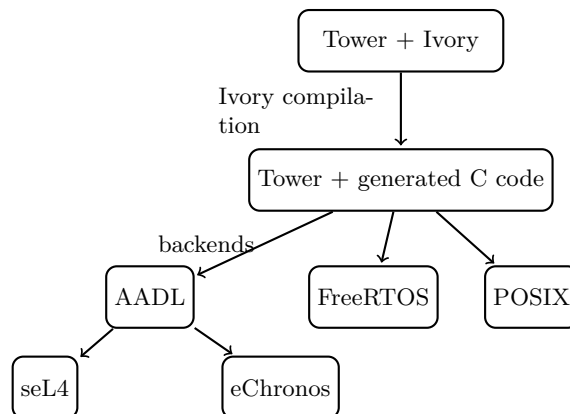 Tower + Ivory
Ivory compila-
tion
Tower + generated C code
backends
AADL
FreeRTOS
POSIX
seL4
eChronos